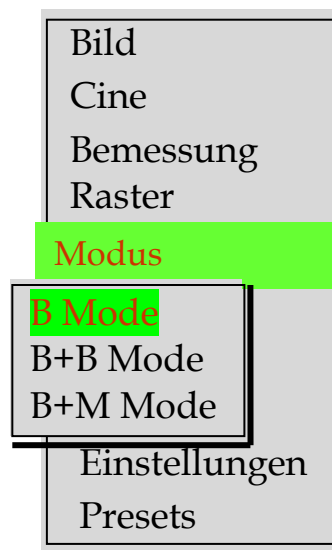 Bild
Cine
Bemessung
Raster
Modus
B Mode
B+B Mode
B+M Mode
Einstellungen
Presets